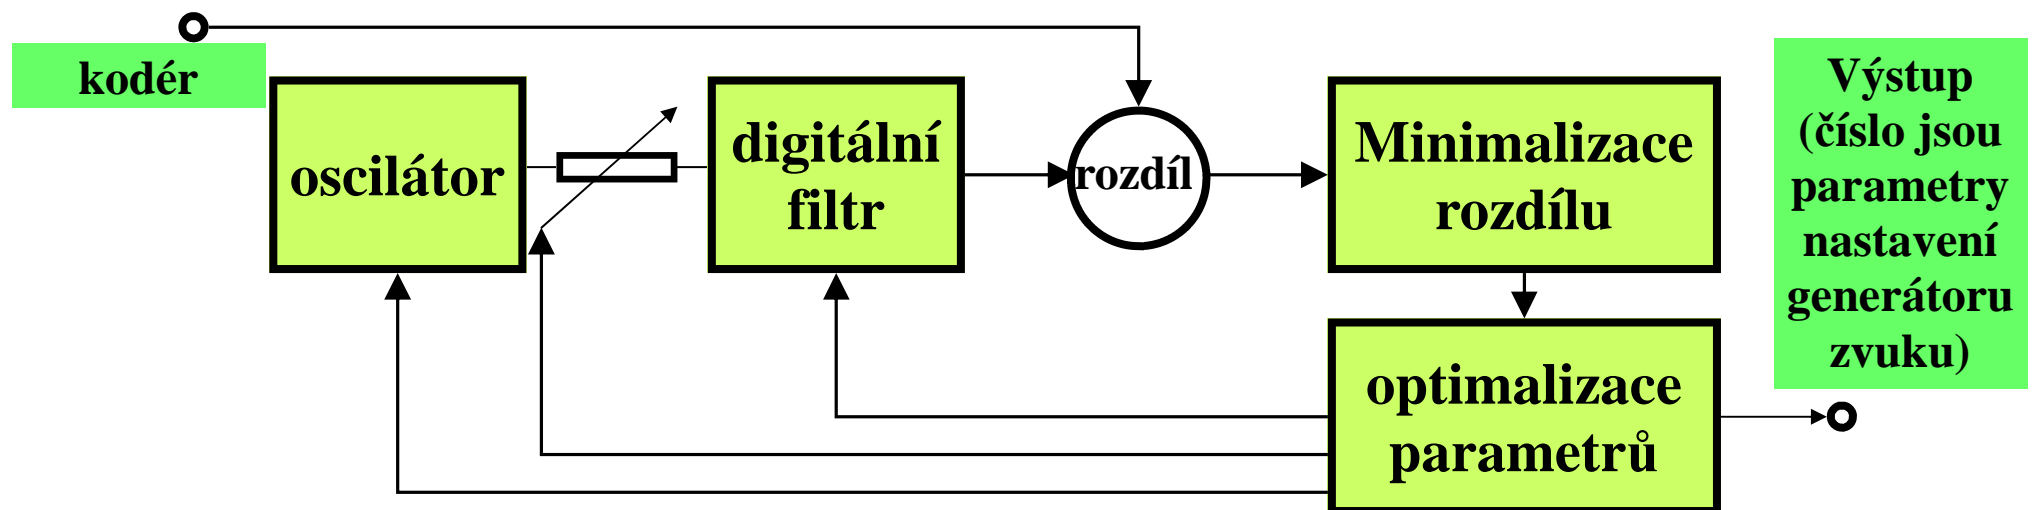 kodér
oscilátor
digitální
filtr
rozdíl
Minimalizace
rozdílu
optimalizace
parametrů
Výstup
(číslo jsou
parametry
nastavení
generátoru
zvuku)